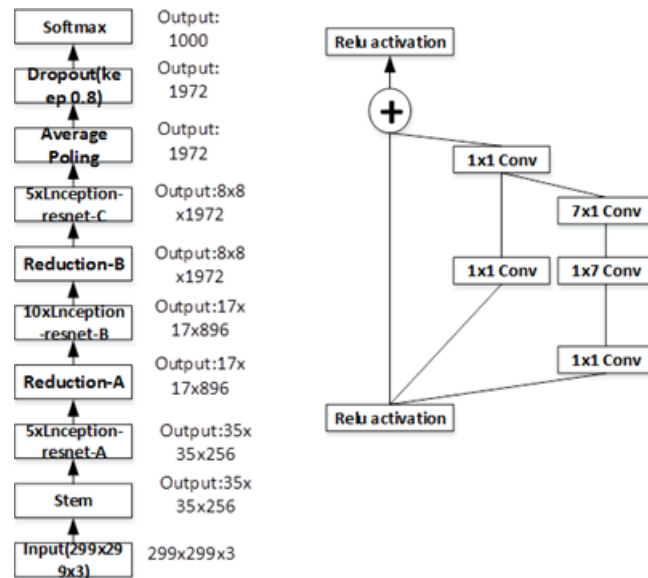 Softmax
Output:
1000
Dropout(ke
ep 0.8)
Output:
1972
Average
Poling
Output:
1972
5xLnception-
resnet-C
Output:8x8
x1972
Reduction-B
Output:8x8
x1972
10xLnception
-resnet-B
Output:17x
17x896
Reduction-A
Output:17x
17x896
5xLnception-
resnet-A
Output:35x
35x256
Stem
Output:35x
35x256
Input(299x29
9x3)
299x299x3
Relu activation
+
1x1 Conv
7x1 Conv
1x1 Conv
1x7 Conv
1x1 Conv
Relu activation